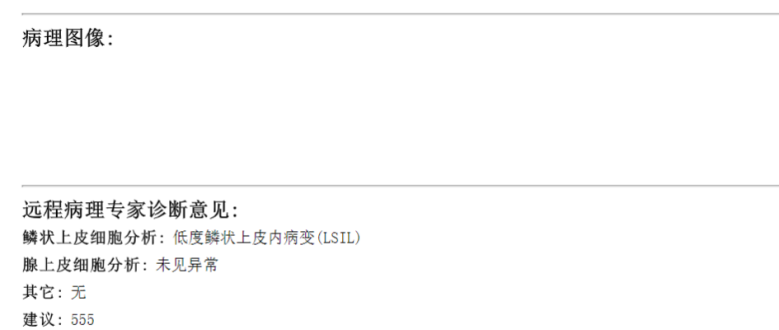 病理图像：
远程病理专家诊断意见：
鳞状上皮细胞分析：低度鳞状上皮内病变(LSIL)
腺上皮细胞分析：未见异常
其它：无
建议：555